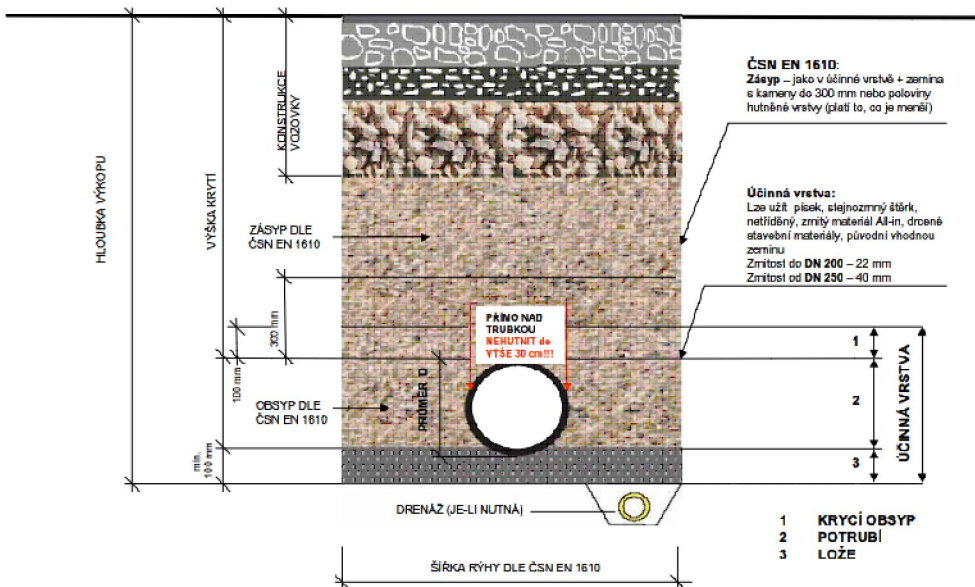 ČSN EN 1610:
Zásyp – jako v účinné vrstvě + zemina
s kameny do 300 mm nebo poloviny
hutněné vrstvy (platí to, co je menší)
KONSTRUKCE
VOZOVKY
HLOUBKA VÝKOPU
VÝŠKA KRYTÍ
Účinná vrstva:
Lze užít písek, stejnozrnný štěrk,
netříděný, zrnitý materiál All-in, drcené
stavební materiály, původní vhodnou
zeminu
Zrnitost do DN 200 – 22 mm
Zrnitost od DN 250 – 40 mm
ZÁSYP DLE
ČSN EN 1610
300 mm
PŘÍMO NAD
TRUBKOU
NEHUTNIT do
VÝŠE 30 cm!!!
100 mm
PRŮMĚR D
OBSYP DLE
ČSN EN 1610
1
2
3
ÚČINNÁ VRSTVA
min.
100 mm
DRENÁŽ (JE-LI NUTNÁ)
1 KRYCÍ OBSYP
2 POTRUBÍ
3 LOŽE
ŠÍŘKA RÝHY DLE ČSN EN 1610